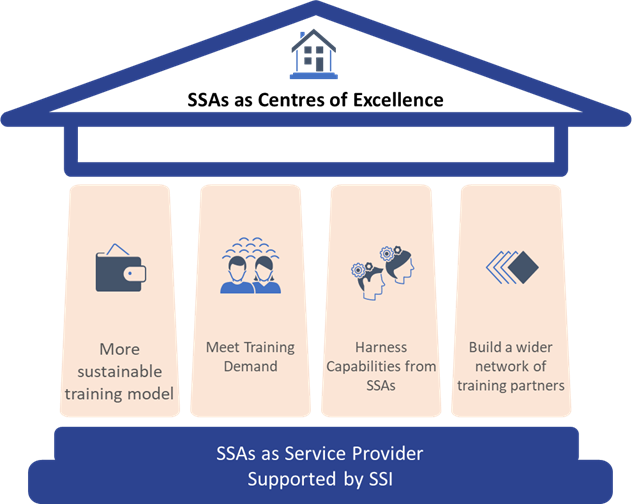 SSAs as Centres of Excellence
More
sustainable
training model
Meet Training
Demand
Harness
Capabilities from
SSAs
Build a wider
network of
training partners
SSAs as Service Provider
Supported by SSI